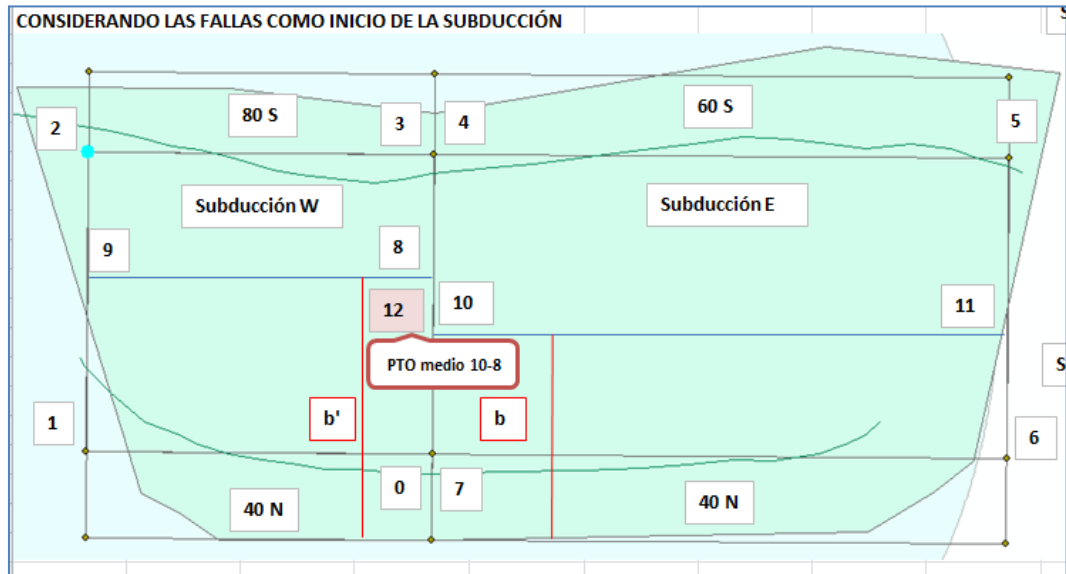 CONSIDERANDO LAS FALLAS COMO INICIO DE LA SUBDUCCIÓN
S
2
80 S
3
4
60 S
5
Subducción W
Subducción E
9
8
12
10
11
PTO medio 10-8
S
1
b'
b
6
40 N
0
7
40 N